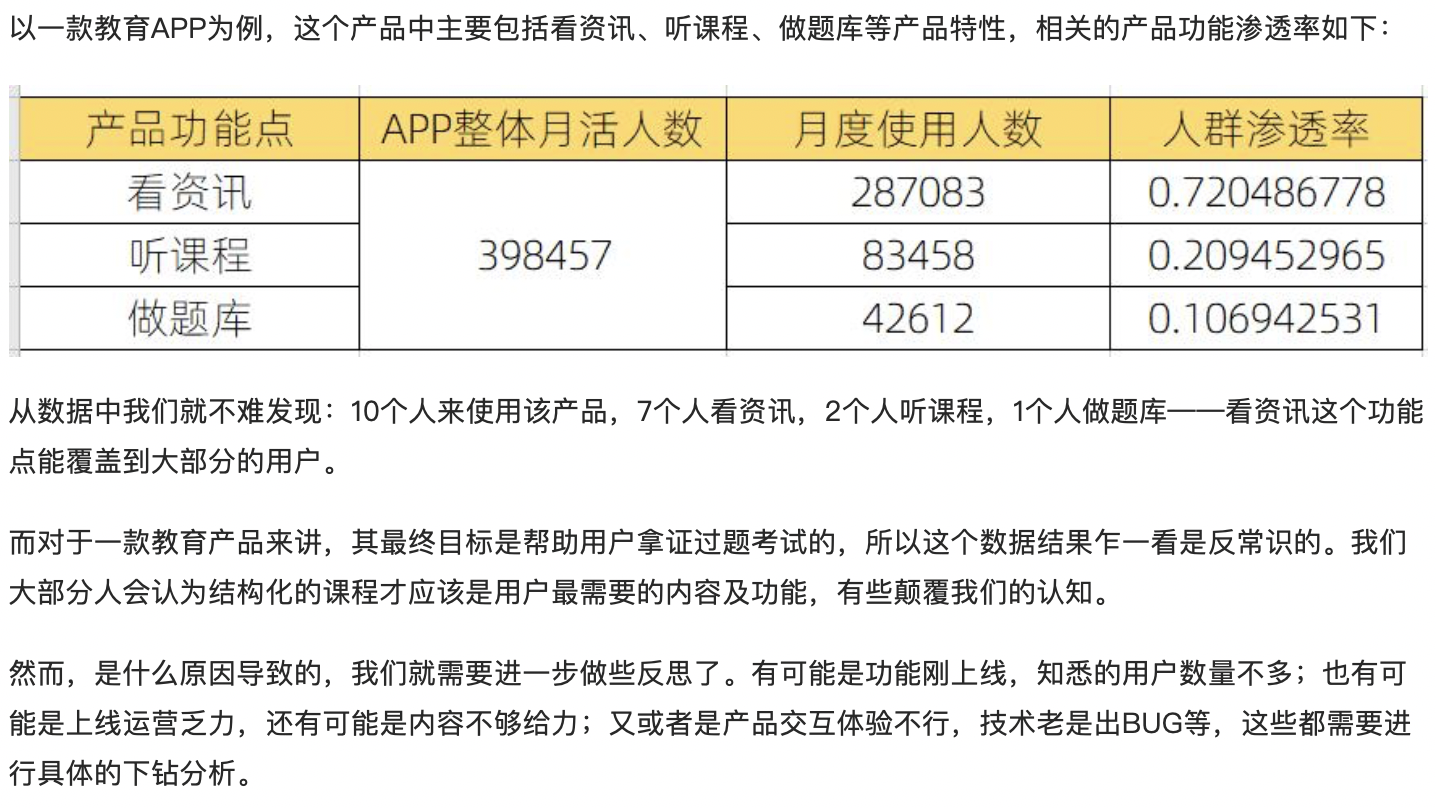 以一款教育APP为例，这个产品中主要包括看资讯、听课程、做题库等产品特性，相关的产品功能渗透率如下：
产品功能点 APP整体月活人数 月度使用人数 人群渗透率
看资讯 287083 0.720486778
听课程 398457 83458 0.209452965
做题库 42612 0.106942531
从数据中我们就不难发现：10个人来使用该产品，7个人看资讯，2个人听课程，1个人做题库——看资讯这个功能
点能覆盖到大部分的用户。
而对于一款教育产品来讲，其最终目标是帮助用户拿证过题考试的，所以这个数据结果乍一看是反常识的。我们
大部分人会认为结构化的课程才应该是用户最需要的内容及功能，有些颠覆我们的认知。
然而，是什么原因导致的，我们就需要进一步做些反思了。有可能是功能刚上线，知悉的用户数量不多；也有可
能是上线运营乏力，还有可能是内容不够给力；又或者是产品交互体验不行，技术老是出BUG等，这些都需要进
行具体的下钻分析。